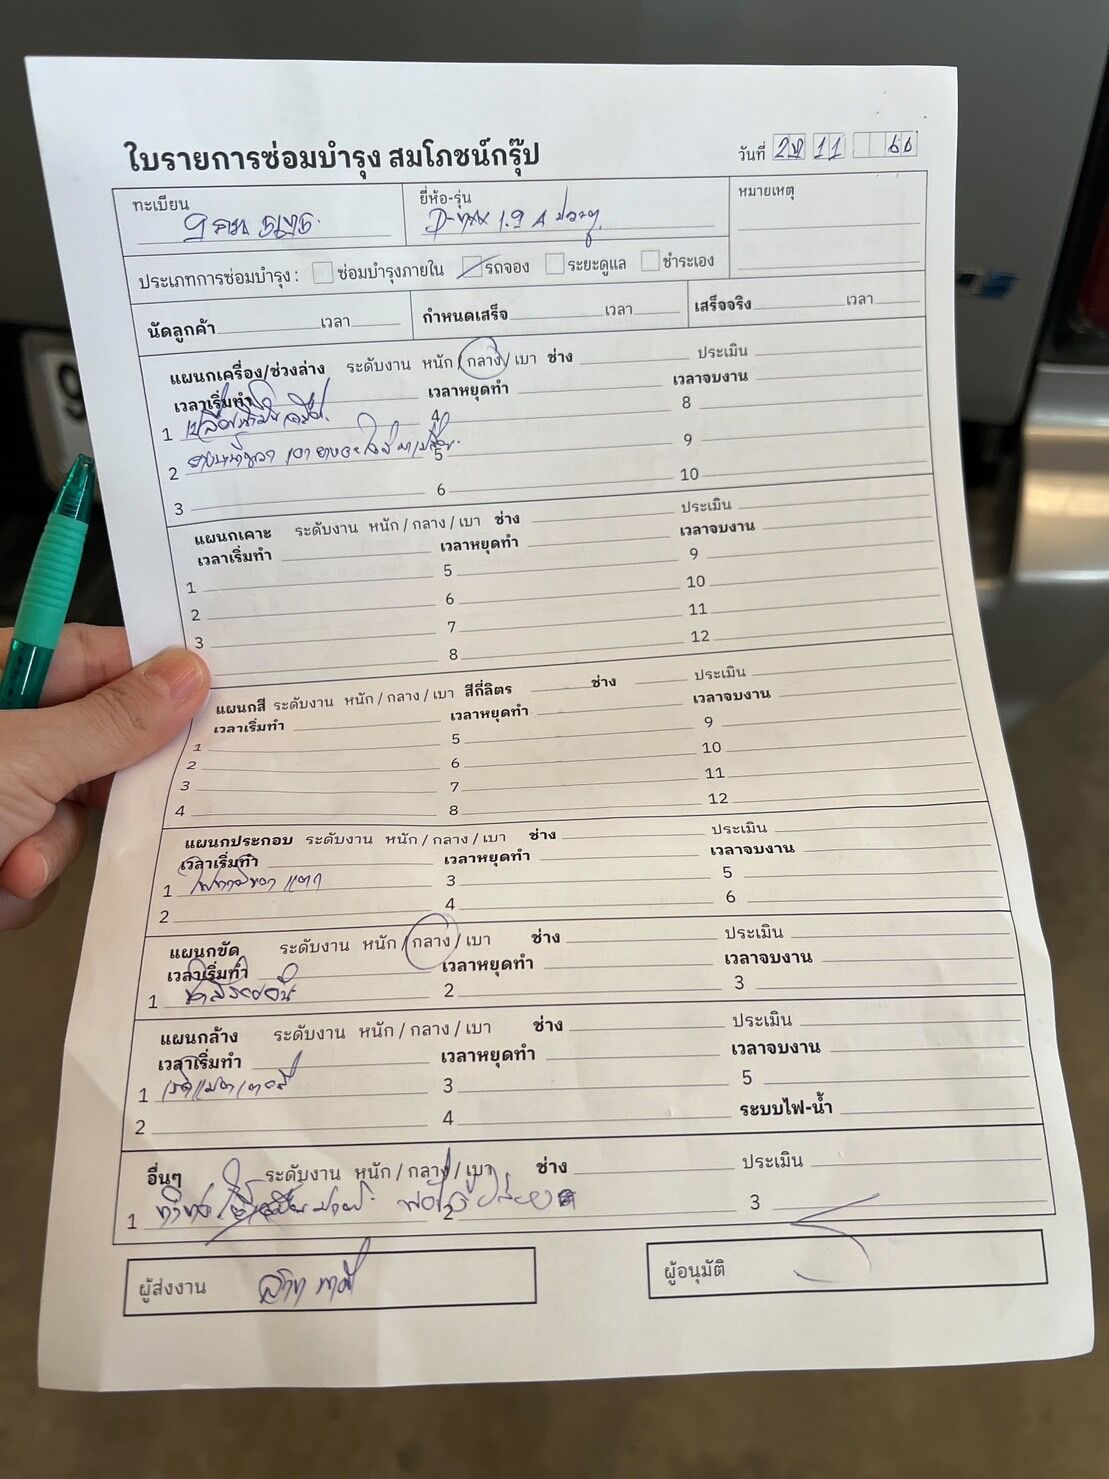 ใบรายการซ่อมบำรุง สมโภชน์กรุ๊ป
วันที่ 11 66
ทะเบียน
ยี่ห้อ-รุ่น D-max 1.9 4 ประตู
หมายเหตุ
ประเภทการซ่อมบำรุง : ซ่อมบำรุงภายใน รถจอง ระยะดูแล ชำระเอง
นัดลูกค้า เวลา กำหนดเสร็จ เวลา เสร็จจริง เวลา
แผนกเครื่อง/ช่วงล่าง ระดับงาน หนัก / กลาง / เบา ช่าง ประเมิน
เวลาเริ่มทำ เวลาหยุดทำ เวลาจบงาน
1 เปลี่ยนน้ำมันเครื่อง 4 8
2 5 9
3 6 10
แผนกเคาะ ระดับงาน หนัก / กลาง / เบา ช่าง ประเมิน
เวลาเริ่มทำ เวลาหยุดทำ เวลาจบงาน
1 5 9
2 6 10
3 7 11
8 12
แผนกสี ระดับงาน หนัก / กลาง / เบา สีกี่ลิตร ช่าง ประเมิน
เวลาเริ่มทำ เวลาหยุดทำ เวลาจบงาน
1 5 9
2 6 10
3 7 11
4 8 12
แผนกประกอบ ระดับงาน หนัก / กลาง / เบา ช่าง ประเมิน
เวลาเริ่มทำ เวลาหยุดทำ เวลาจบงาน
1 ไฟท้ายขวา แตก 3 5
2 4 6
แผนกขัด ระดับงาน หนัก / กลาง / เบา ช่าง ประเมิน
เวลาเริ่มทำ เวลาหยุดทำ เวลาจบงาน
1 2 3
แผนกล้าง ระดับงาน หนัก / กลาง / เบา ช่าง ประเมิน
เวลาเริ่มทำ เวลาหยุดทำ เวลาจบงาน
1 3 5
2 4 ระบบไฟ-น้ำ
อื่นๆ ระดับงาน หนัก / กลาง / เบา ช่าง ประเมิน
1 2 3
ผู้ส่งงาน
ผู้อนุมัติ
9